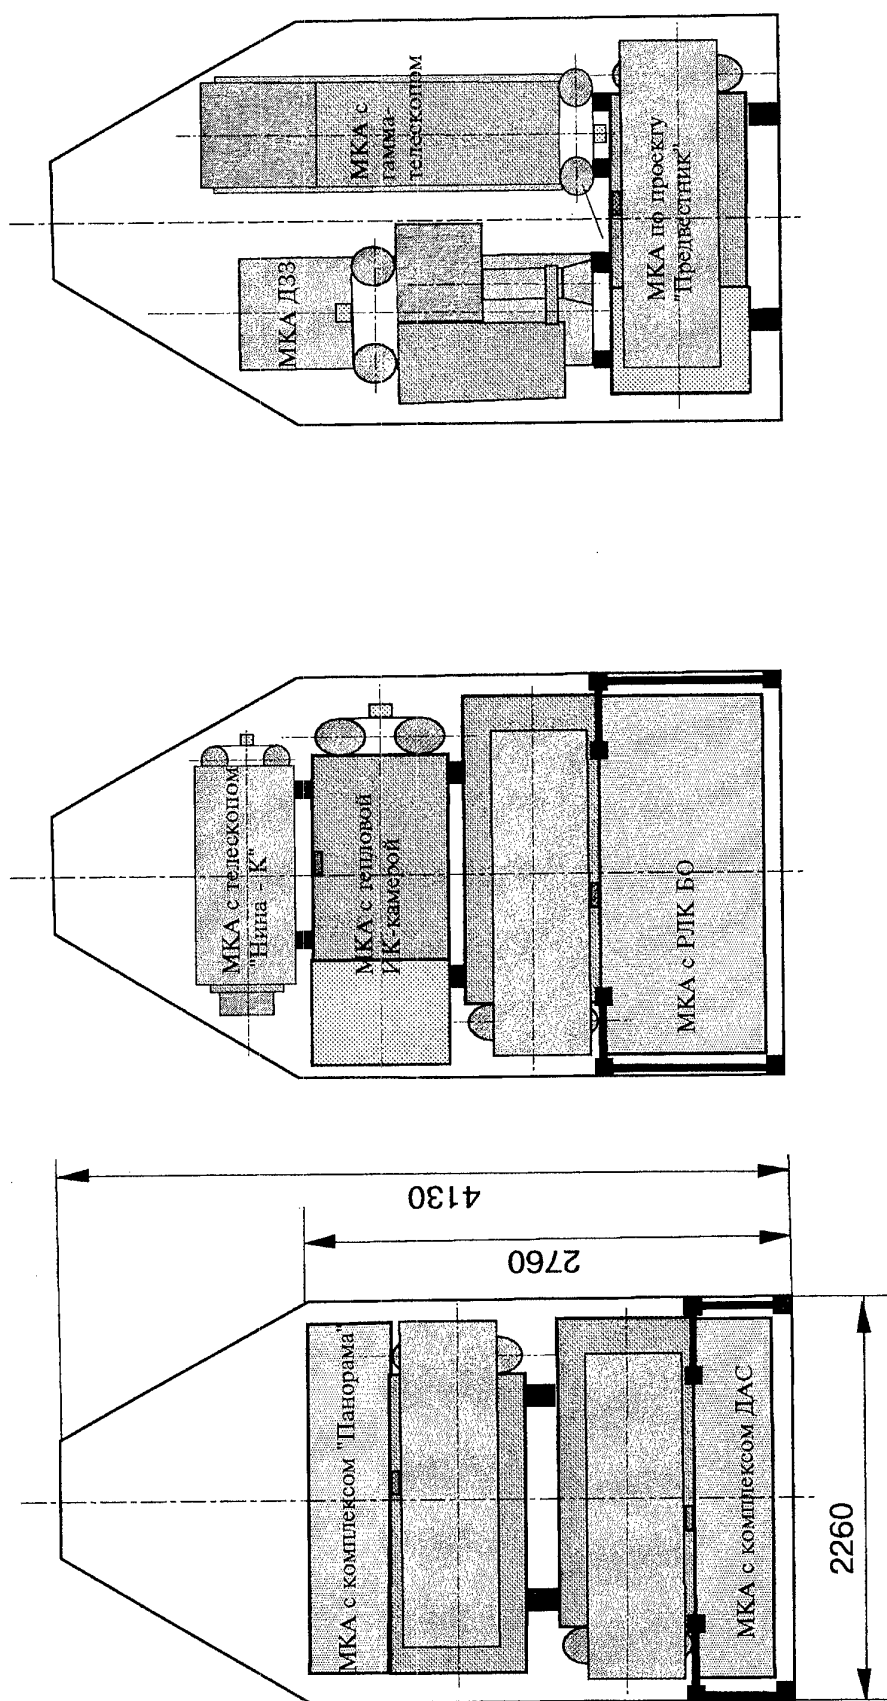 МКА с
гамма-
телескопом
МКА ДЗЗ
МКА по проекту
"Предвестник"
МКА с телескопом
"Нина - К"
МКА с тепловой
ИК-камерой
МКА с РЛК БО
4130
2760
МКА с комплексом "Панорама"
МКА с комплексом ДАС
2260